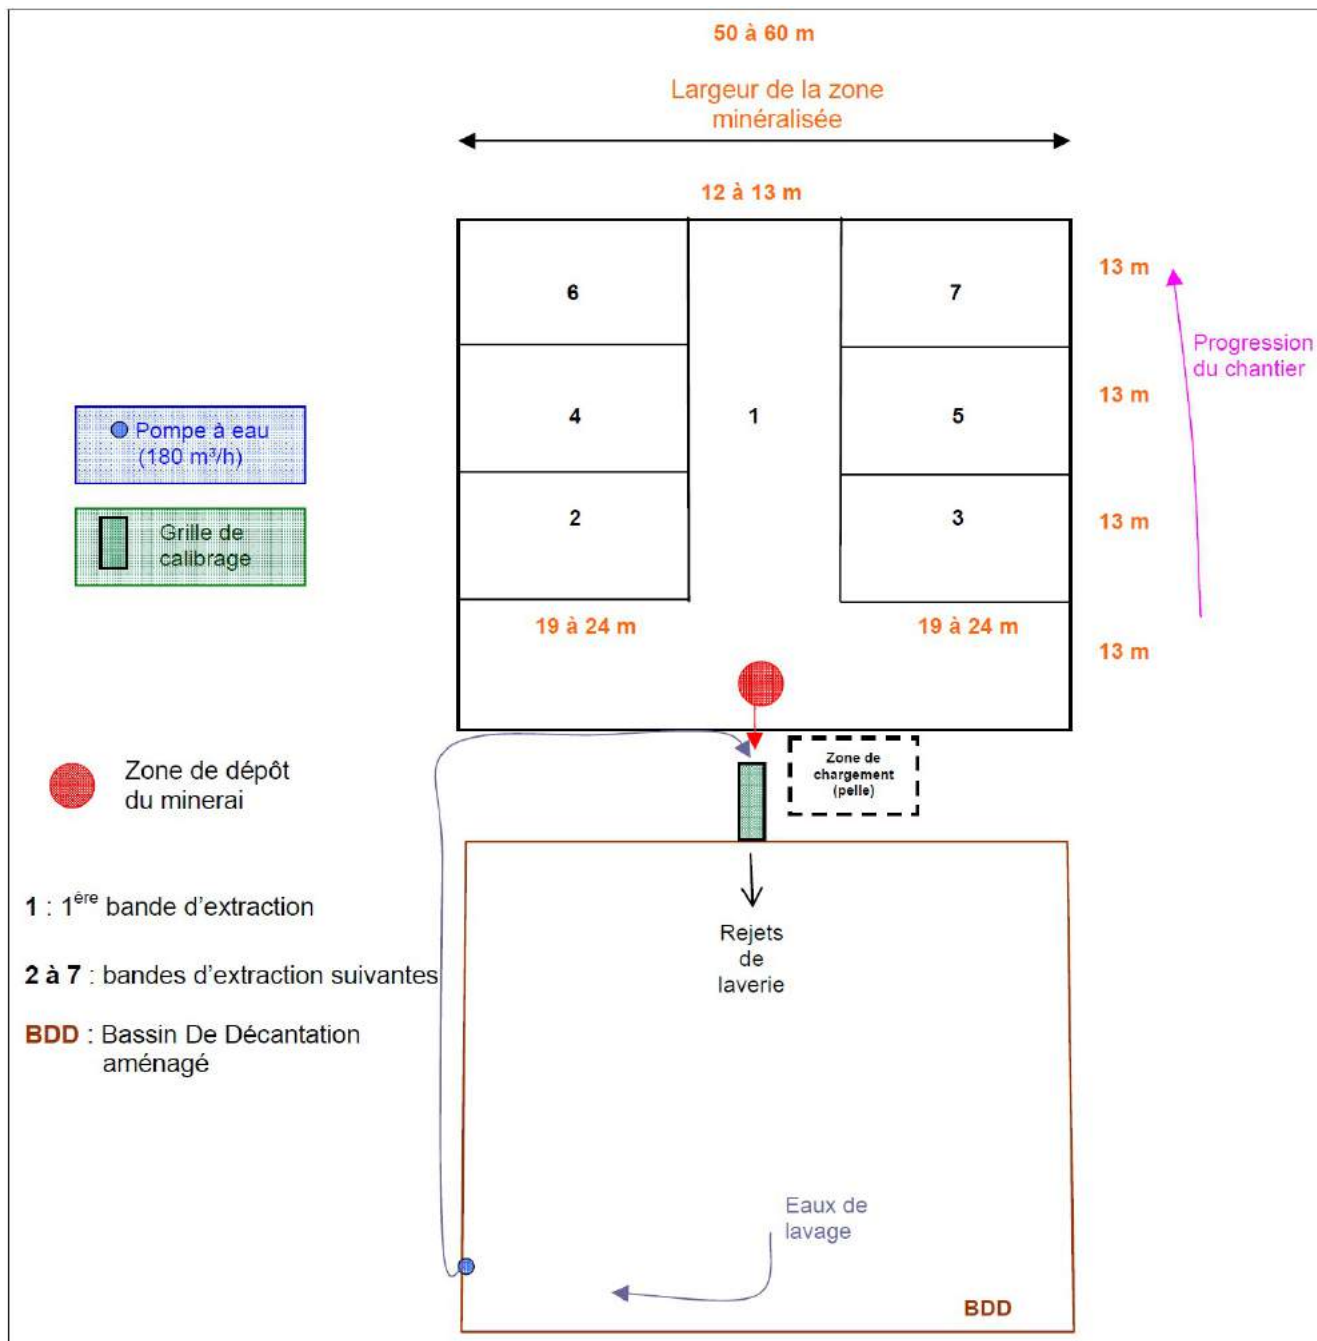 50 à 60 m
Largeur de la zone
minéralisée
12 à 13 m
6
7
13 m
Progression
du chantier
4
1
5
13 m
Pompe à eau
(180 m³/h)
2
3
13 m
Grille de
calibrage
19 à 24 m
19 à 24 m
13 m
Zone de
chargement
(pelle)
Zone de dépôt
du minerai
1 : 1ère bande d'extraction
Rejets
de
laverie
2 à 7 : bandes d'extraction suivantes
BDD : Bassin De Décantation
aménagé
Eaux de
lavage
BDD